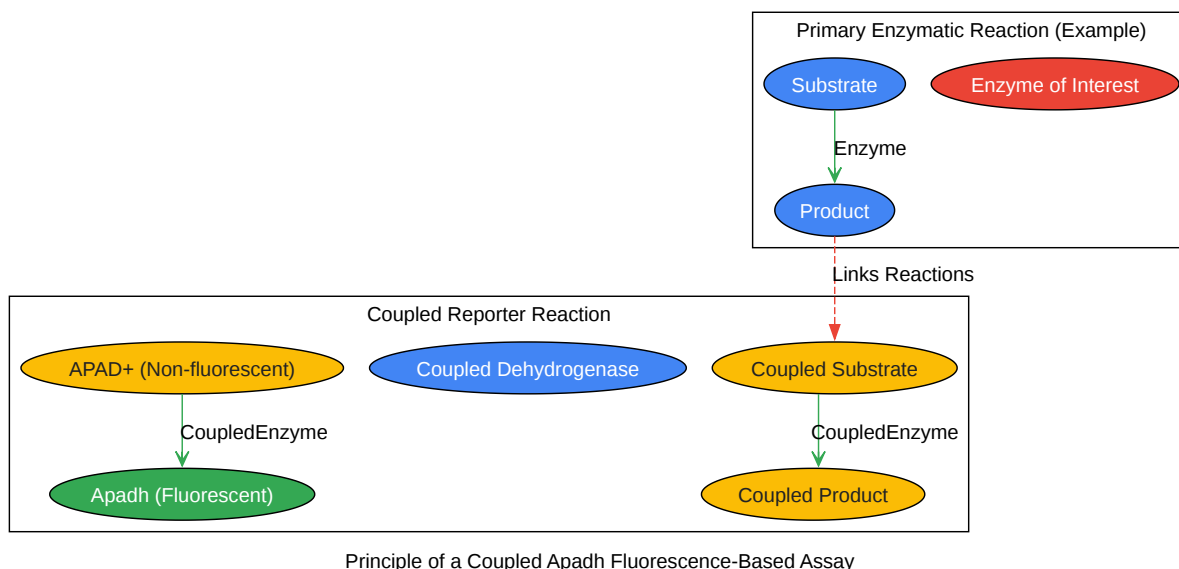 Primary Enzymatic Reaction (Example)
Substrate
Enzyme of Interest
Enzyme
Product
Links Reactions
Coupled Reporter Reaction
APAD+ (Non-fluorescent)
Coupled Dehydrogenase
Coupled Substrate
CoupledEnzyme
CoupledEnzyme
Apadh (Fluorescent)
Coupled Product
Principle of a Coupled Apadh Fluorescence-Based Assay